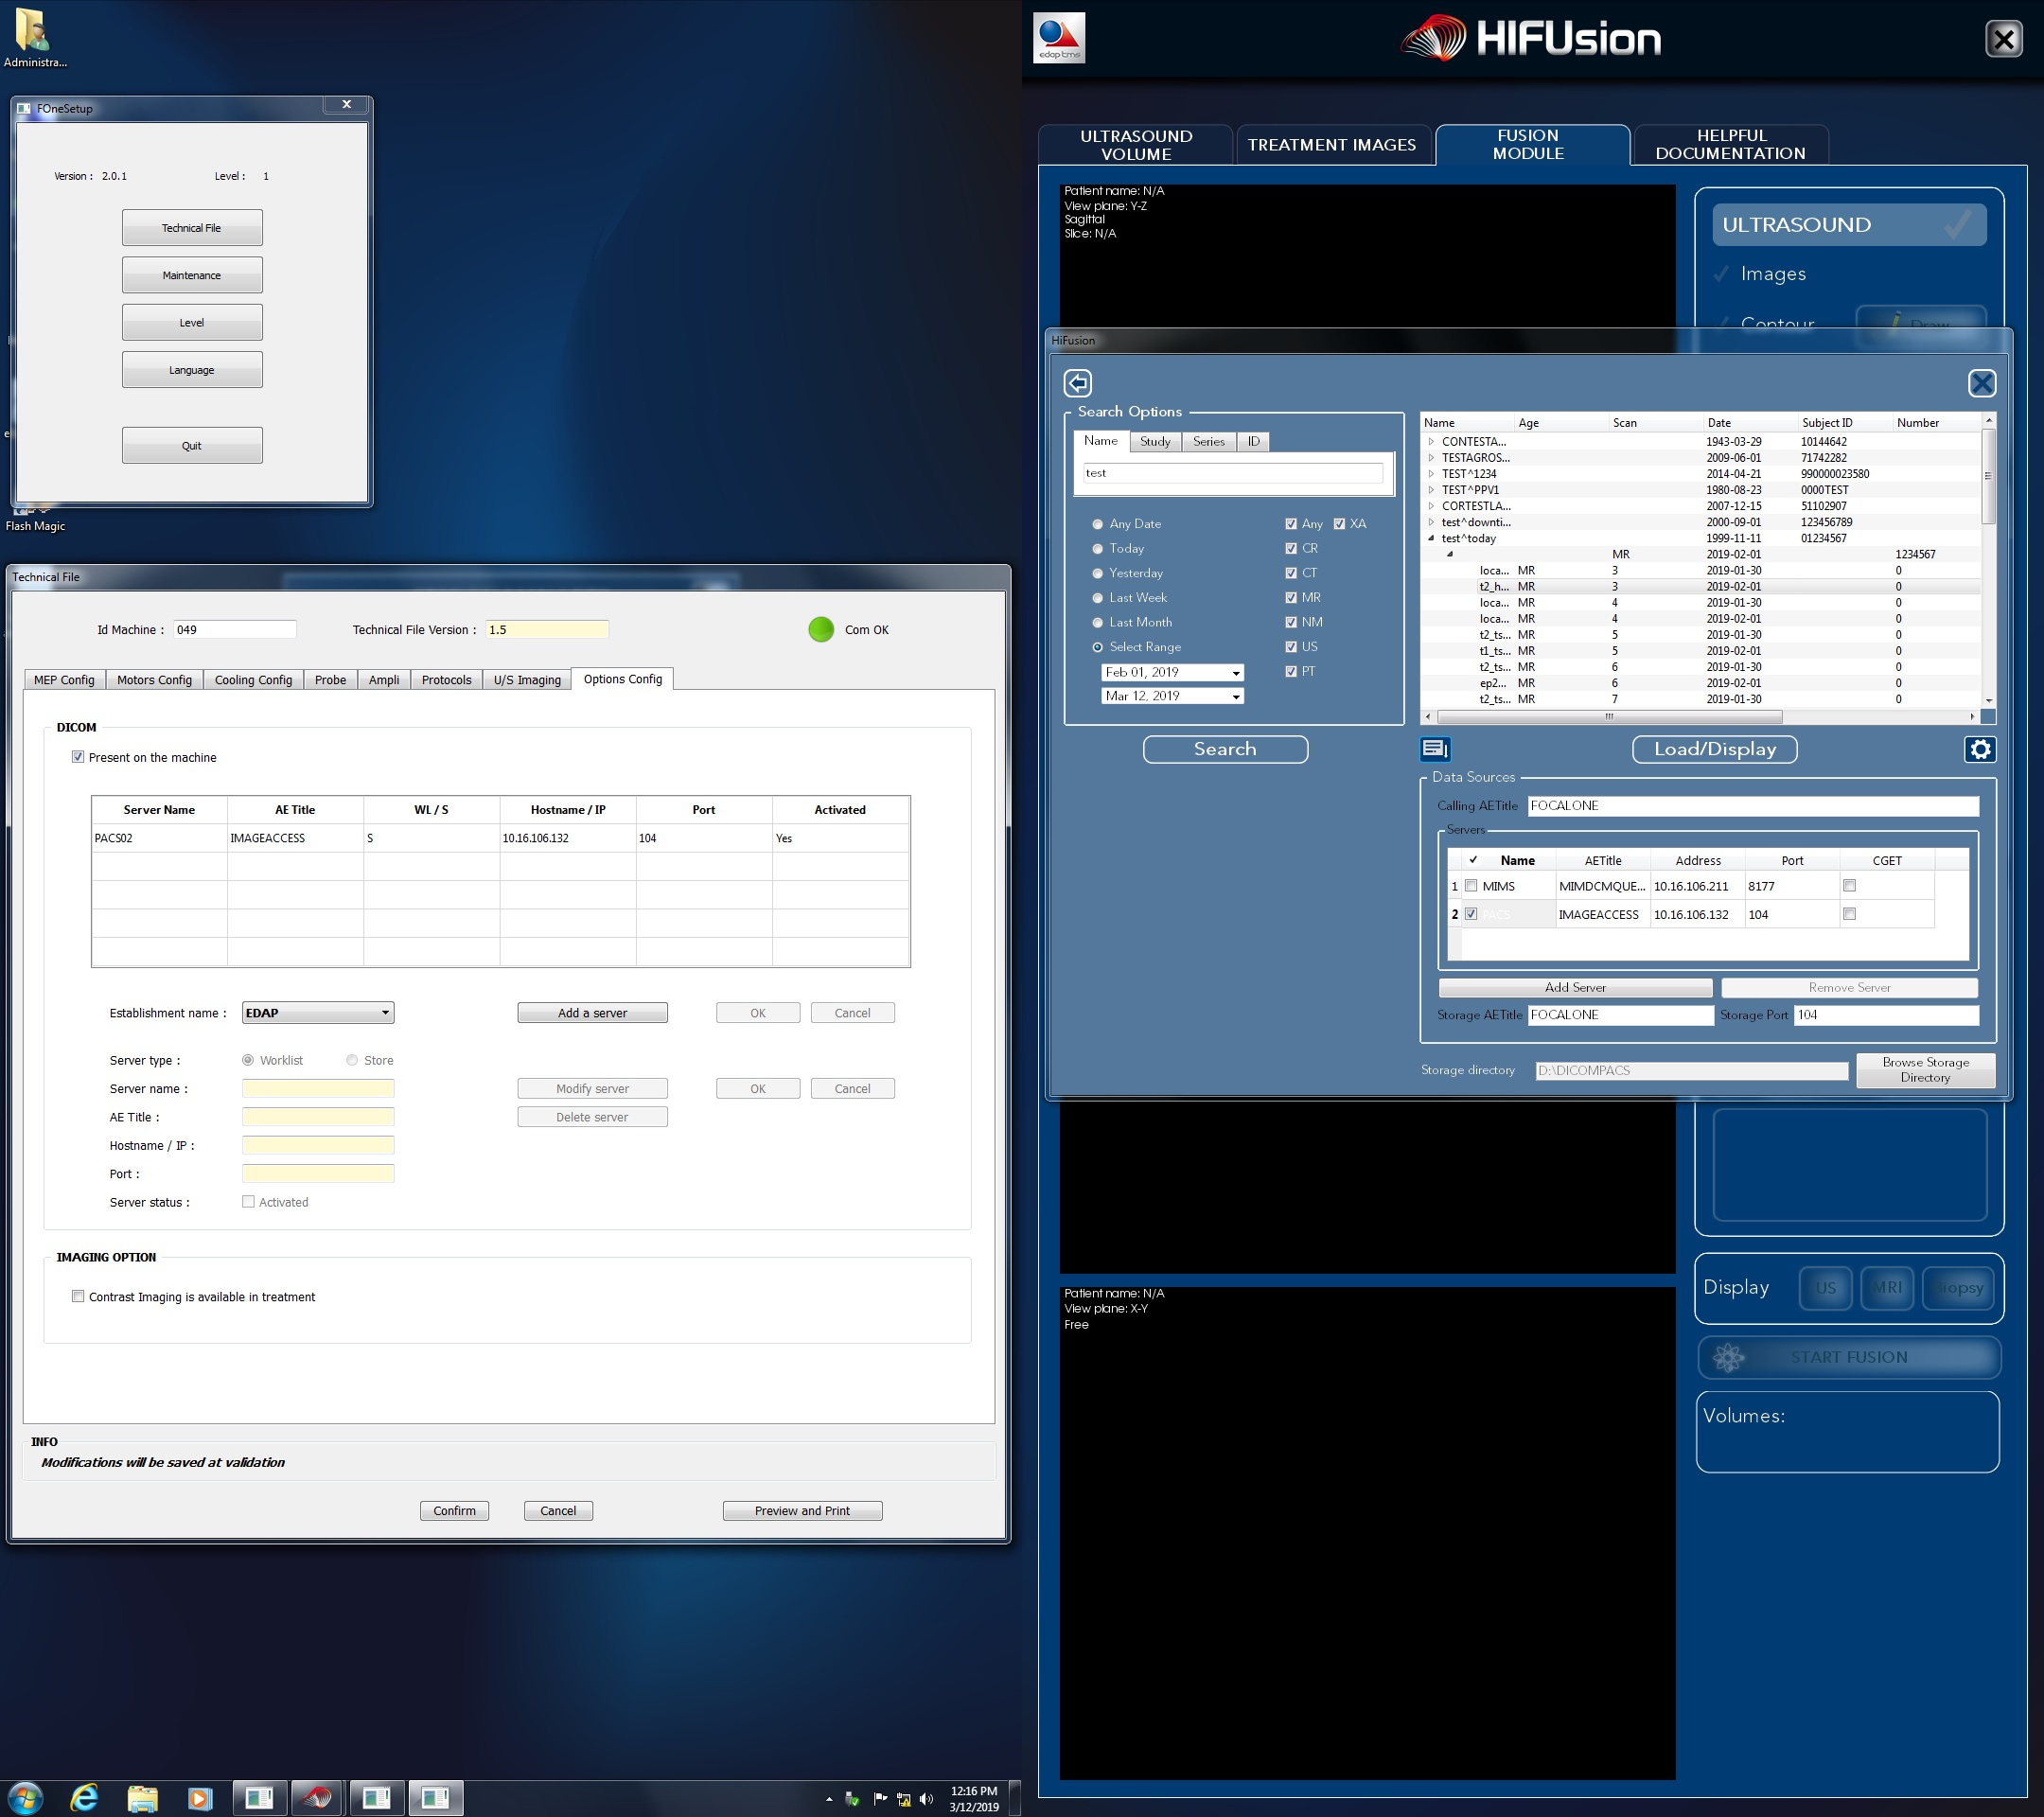 Administra...
FOneSetup
Version : 2.0.1 Level : 1
Technical File
Maintenance
Level
Language
Quit
Flash Magic
Technical File
Id Machine : 049 Technical File Version : 1.5 Com OK
MEP Config Motors Config Cooling Config Probe Ampli Protocols U/S Imaging Options Config
DICOM
Present on the machine
Server Name AE Title WL / S Hostname / IP Port Activated
PACS02 IMAGEACCESS S 10.16.106.132 104 Yes
Establishment name : EDAP Add a server OK Cancel
Server type : Worklist Store
Server name : Modify server OK Cancel
AE Title : Delete server
Hostname / IP :
Port :
Server status : Activated
IMAGING OPTION
Contrast Imaging is available in treatment
INFO
Modifications will be saved at validation
Confirm Cancel Preview and Print
12:16 PM
3/12/2019
edap tms
HIFUsion
ULTRASOUND VOLUME
TREATMENT IMAGES
FUSION MODULE
HELPFUL DOCUMENTATION
Patient name: N/A
View plane: Y-Z
Sagittal
Slice: N/A
ULTRASOUND
Images
Contour Draw
HiFusion
Search Options
Name Study Series ID
test
Any Date Any XA
Today CR
Yesterday CT
Last Week MR
Last Month NM
Select Range US
Feb 01, 2019 PT
Mar 12, 2019
Search
Name Age Scan Date Subject ID Number
CONTESTA... 1943-03-29 10144642
TESTAGROS... 2009-06-01 71742282
TEST^1234 2014-04-21 990000023580
TEST^PPV1 1980-08-23 0000TEST
CORTESTLA... 2007-12-15 51102907
test^downti... 2000-09-01 123456789
test^today 1999-11-11 01234567
MR 2019-02-01 1234567
loca... MR 3 2019-01-30 0
t2_h... MR 3 2019-02-01 0
loca... MR 4 2019-01-30 0
loca... MR 4 2019-02-01 0
t2_ts... MR 5 2019-01-30 0
t1_ts... MR 5 2019-02-01 0
t2_ts... MR 6 2019-01-30 0
ep2... MR 6 2019-02-01 0
t2_ts... MR 7 2019-01-30 0
Load/Display
Data Sources
Calling AETitle FOCALONE
Servers
Name AETitle Address Port CGET
1 MIMS MIMDCMQUE... 10.16.106.211 8177
2 PACS IMAGEACCESS 10.16.106.132 104
Add Server Remove Server
Storage AETitle FOCALONE Storage Port 104
Storage directory D:\DICOMPACS Browse Storage Directory
Display US MRI Biopsy
START FUSION
Volumes:
Patient name: N/A
View plane: X-Y
Free